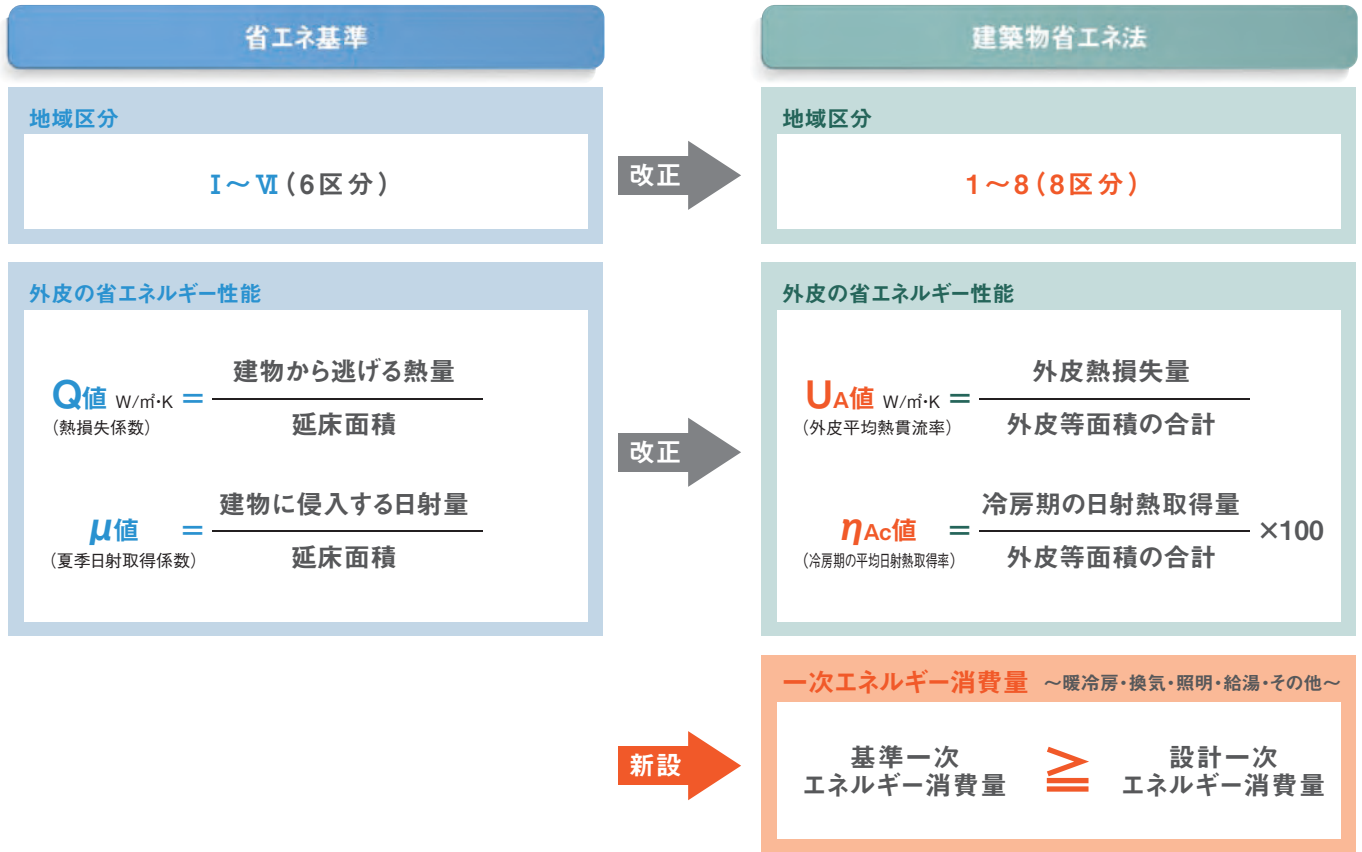 省エネ基準
建築物省エネ法
地域区分
Ⅰ～Ⅵ(6区分)
改正
地域区分
1～8(8区分)
外皮の省エネルギー性能
Q値 W/㎡・K =
(熱損失係数)
建物から逃げる熱量
延床面積
μ値 =
(夏季日射取得係数)
建物に侵入する日射量
延床面積
改正
外皮の省エネルギー性能
UA値 W/㎡・K =
(外皮平均熱貫流率)
外皮熱損失量
外皮等面積の合計
ηAc値 =
(冷房期の平均日射熱取得率)
冷房期の日射熱取得量
外皮等面積の合計
×100
新設
一次エネルギー消費量 ～暖冷房・換気・照明・給湯・その他～
基準一次
エネルギー消費量
≧
設計一次
エネルギー消費量